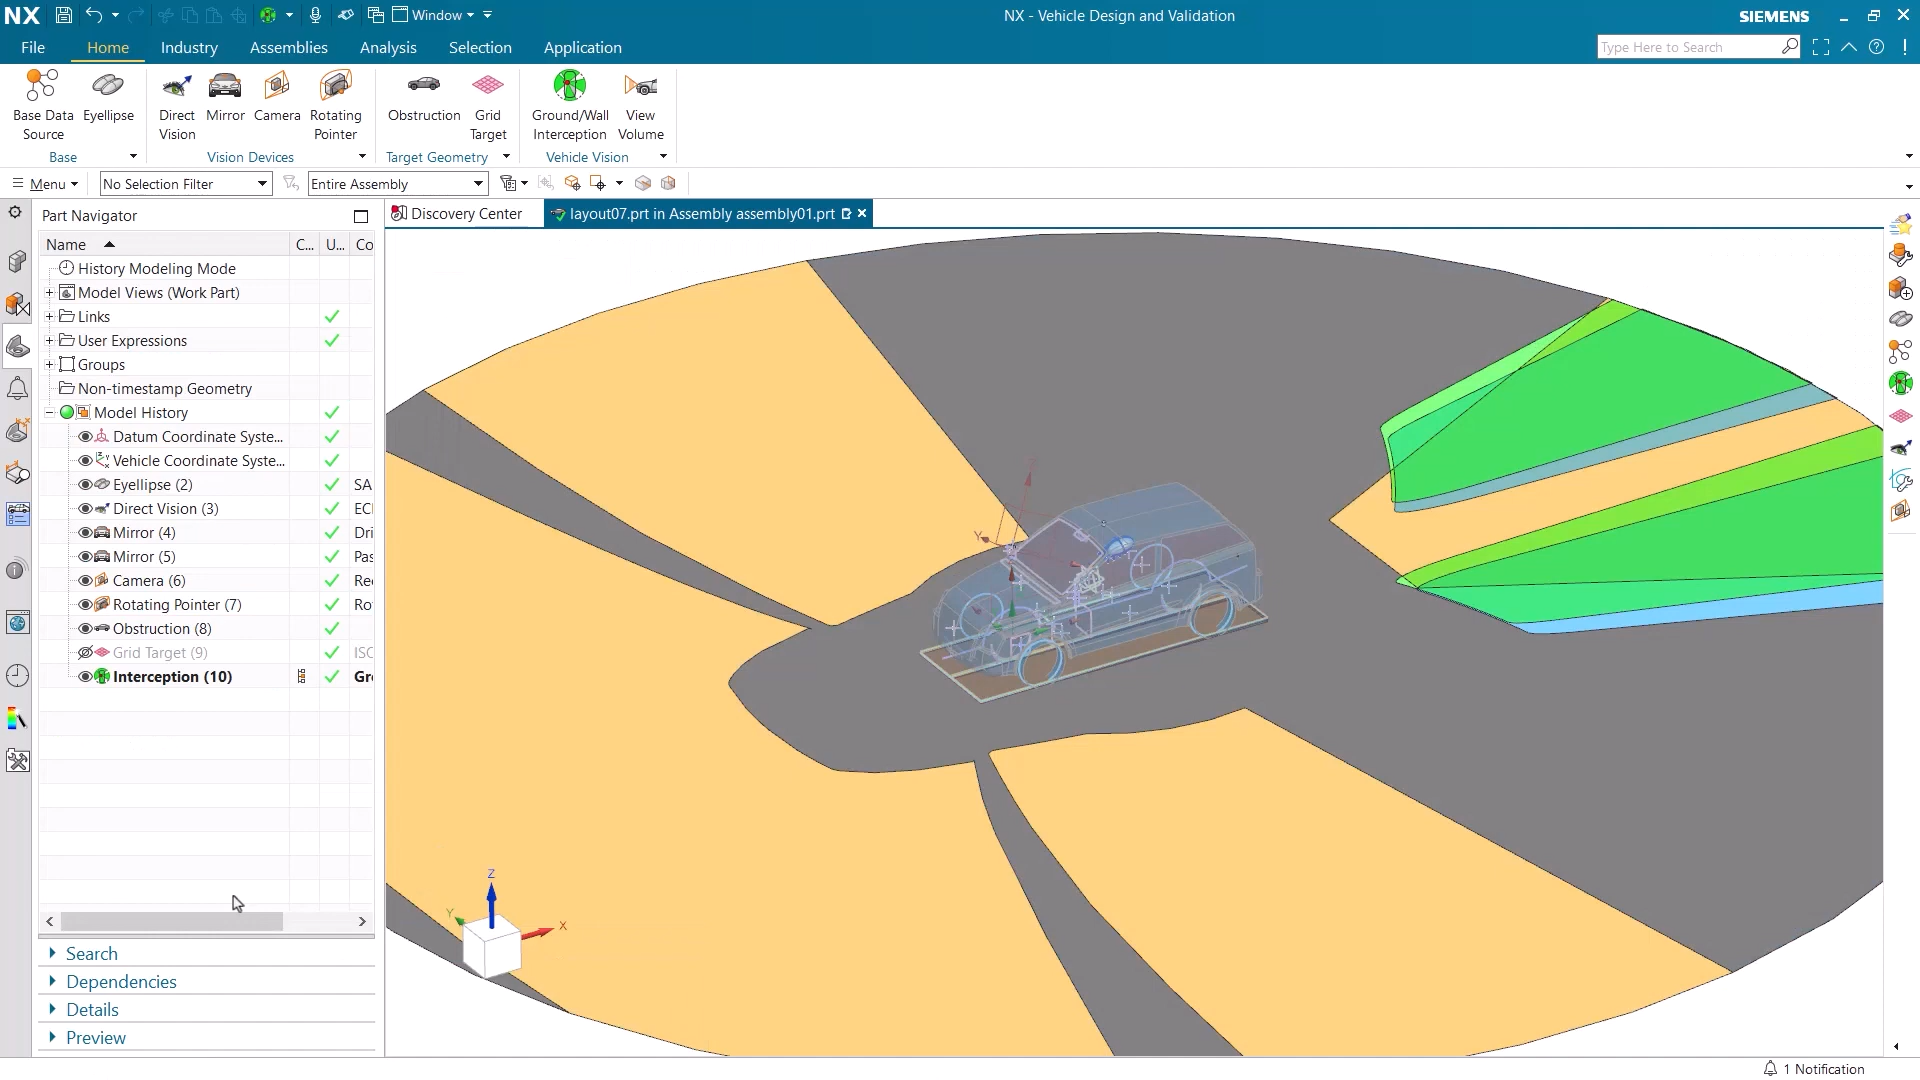 NX
Window
NX - Vehicle Design and Validation
SIEMENS
File
Home
Industry
Assemblies
Analysis
Selection
Application
Type Here to Search
Base Data Source
Eyellipse
Direct Vision
Mirror
Camera
Rotating Pointer
Obstruction
Grid Target
Ground/Wall Interception
View Volume
Base
Vision Devices
Target Geometry
Vehicle Vision
Menu
No Selection Filter
Entire Assembly
Part Navigator
Discovery Center
layout07.prt in Assembly assembly01.prt
Name C... U... Co
History Modeling Mode
Model Views (Work Part)
Links
User Expressions
Groups
Non-timestamp Geometry
Model History
Datum Coordinate Syste...
Vehicle Coordinate Syste...
Eyellipse (2) SA
Direct Vision (3) ECE
Mirror (4) Dri
Mirror (5) Pas
Camera (6) Rec
Rotating Pointer (7) Ro
Obstruction (8)
Grid Target (9) ISO
Interception (10) Gro
Search
Dependencies
Details
Preview
Y
Z
Y
X
1 Notification